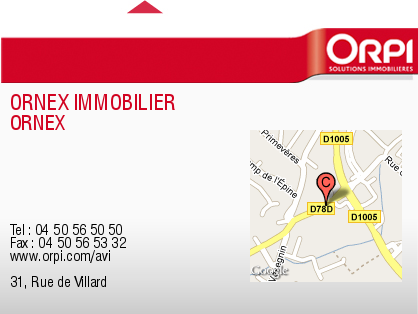 ORPI
SOLUTIONS IMMOBILIÈRES
ORNEX IMMOBILIER
ORNEX
Tel : 04 50 56 50 50
Fax : 04 50 56 53 32
www.orpi.com/avi
31, Rue de Villard
D1005
Primevères
Rue
mp de l'Épine
C
D78D
D1005
Google